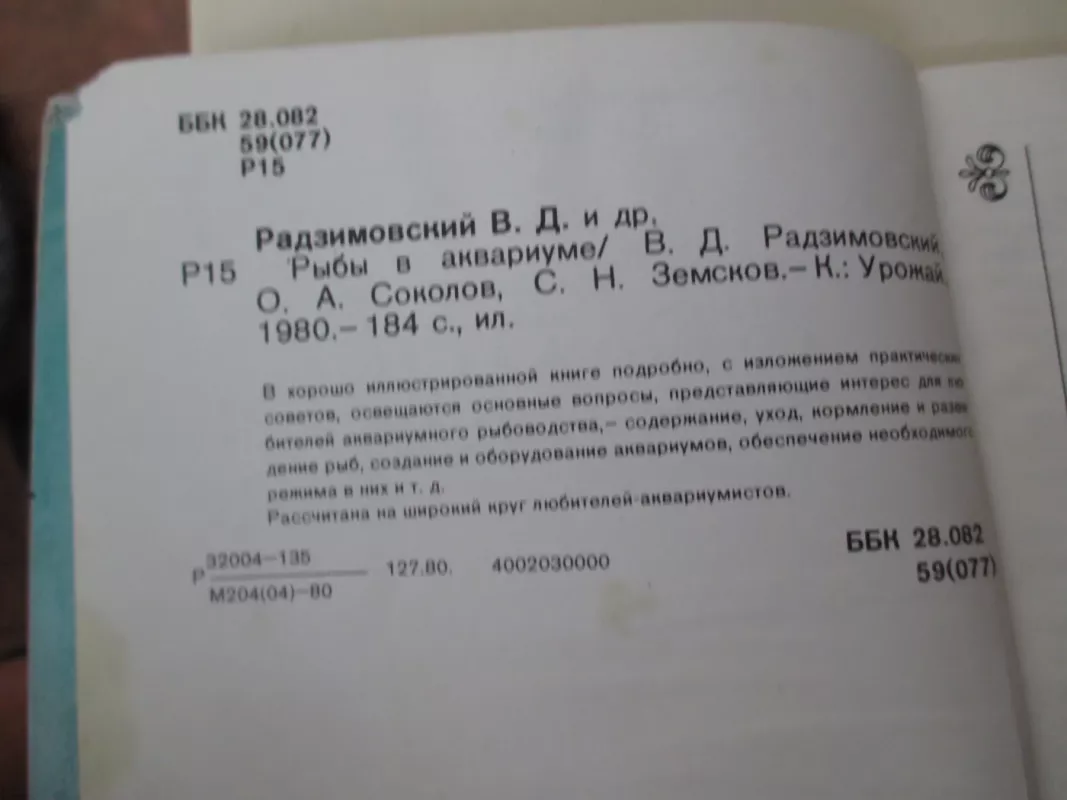 ББК 28.082
59(077)
Р15
Радзимовский В. Д. и др.
Р15 Рыбы в аквариуме/ В. Д. Радзимовский,
О. А. Соколов, С. Н. Земсков.— К.: Урожай,
1980.— 184 с., ил.
В хорошо иллюстрированной книге подробно, с изложением практических
советов, освещаются основные вопросы, представляющие интерес для лю-
бителей аквариумного рыбоводства,— содержание, уход, кормление и разве-
дение рыб, создание и оборудование аквариумов, обеспечение необходимого
режима в них и т. д.
Рассчитана на широкий круг любителей-аквариумистов.
Р 32004—135
М204(04)—80 127.80. 4002030000
ББК 28.082
59(077)